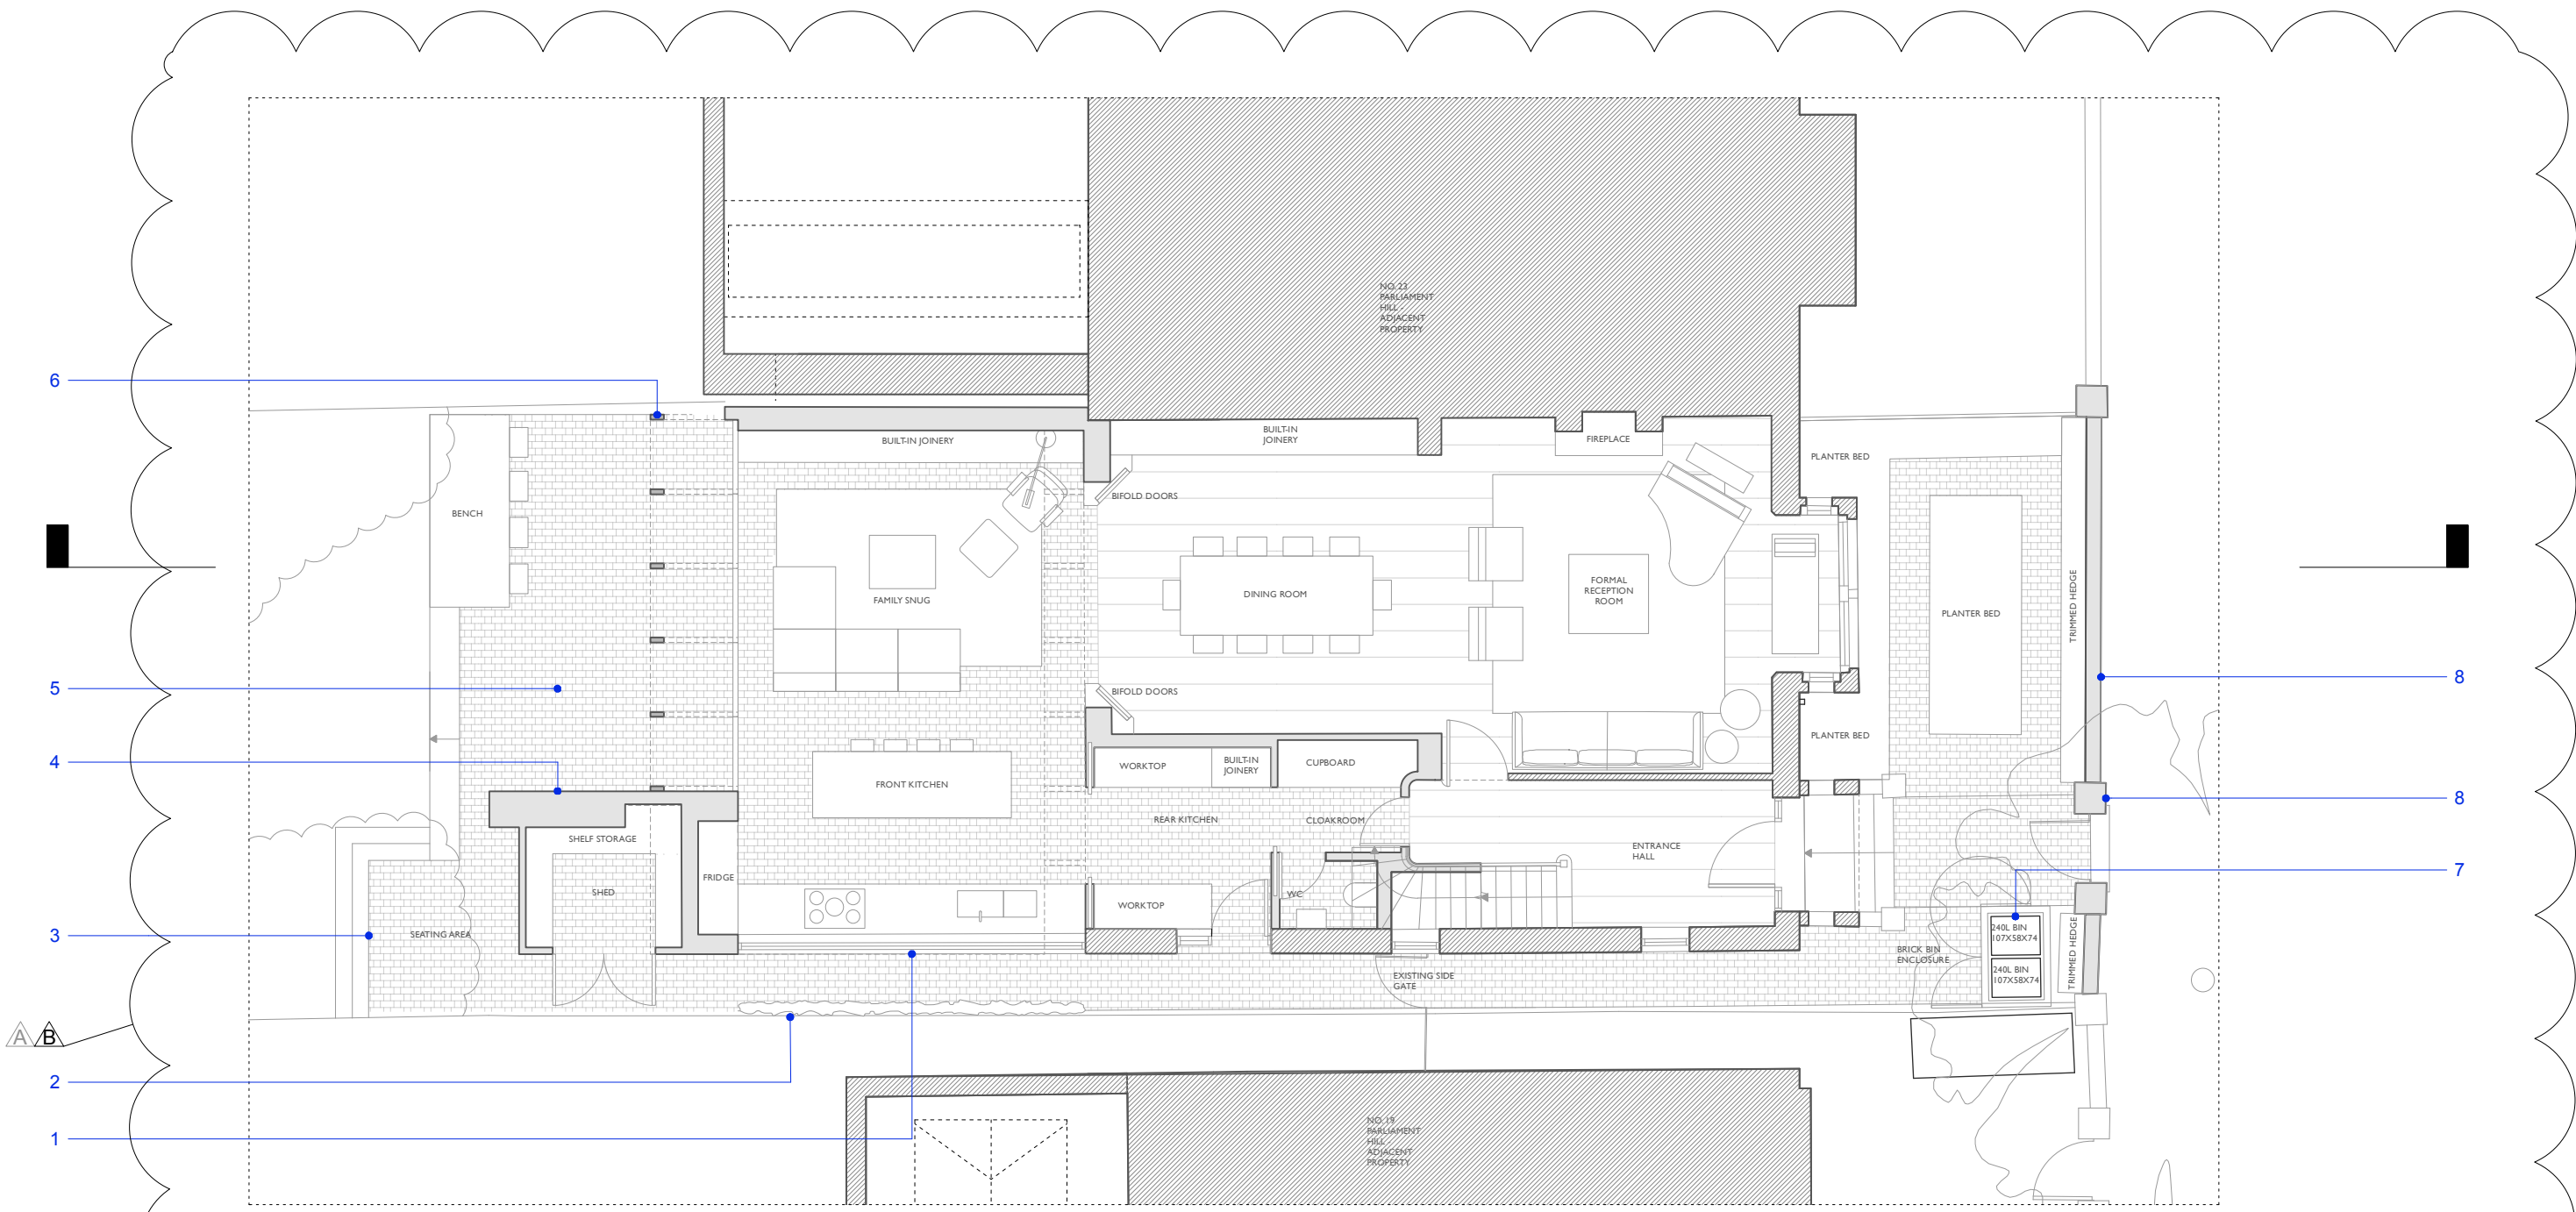 NO. 23
PARLIAMENT
HILL -
ADJACENT
PROPERTY
6
BUILT-IN JOINERY
BUILT-IN
JOINERY
FIREPLACE
PLANTER BED
BIFOLD DOORS
BENCH
FAMILY SNUG
DINING ROOM
FORMAL
RECEPTION
ROOM
PLANTER BED
TRIMMED HEDGE
5
8
BIFOLD DOORS
PLANTER BED
4
WORKTOP
BUILT-IN
JOINERY
CUPBOARD
FRONT KITCHEN
8
REAR KITCHEN
CLOAKROOM
SHELF STORAGE
ENTRANCE
HALL
7
SHED
FRIDGE
WC
WORKTOP
3
SEATING AREA
240L BIN
107X58X74
BRICK BIN
ENCLOSURE
TRIMMED HEDGE
240L BIN
107X58X74
EXISTING SIDE
GATE
A
B
2
1
NO. 19
PARLIAMENT
HILL -
ADJACENT
PROPERTY